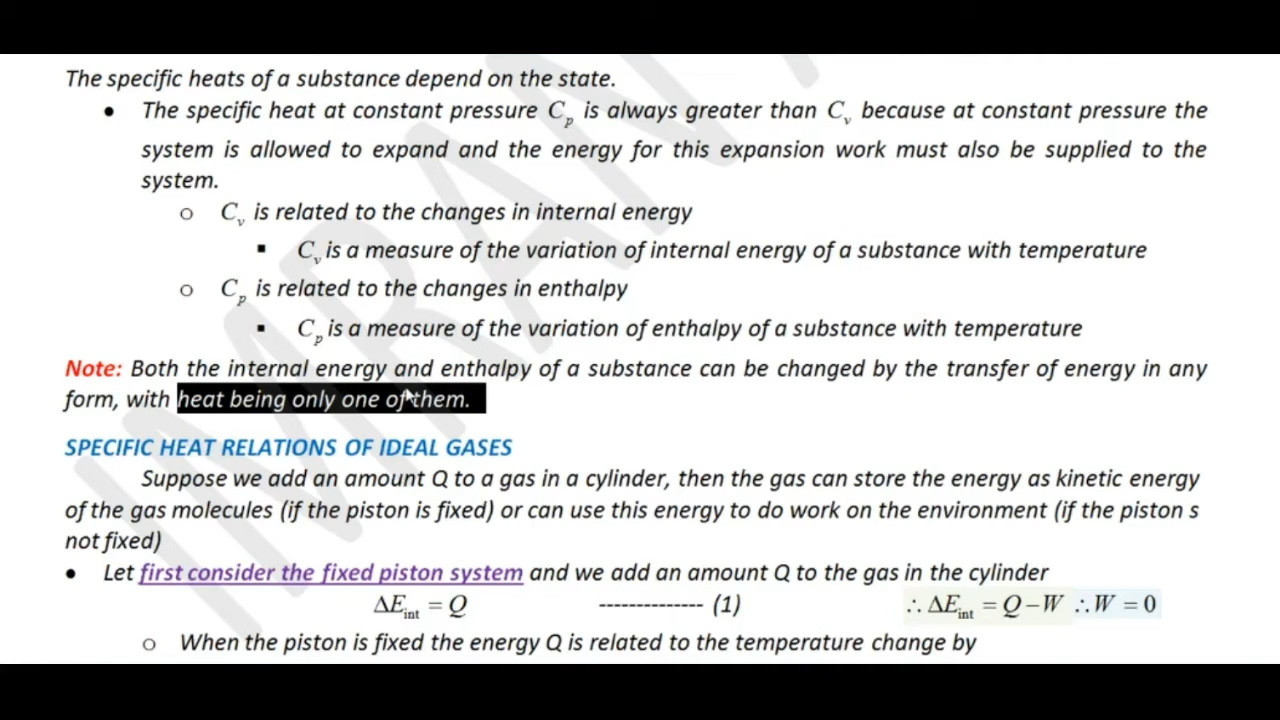 The specific heats of a substance depend on the state.
• The specific heat at constant pressure Cp is always greater than Cv because at constant pressure the
system is allowed to expand and the energy for this expansion work must also be supplied to the
system.
o Cv is related to the changes in internal energy
▪ Cv is a measure of the variation of internal energy of a substance with temperature
o Cp is related to the changes in enthalpy
▪ Cp is a measure of the variation of enthalpy of a substance with temperature
Note: Both the internal energy and enthalpy of a substance can be changed by the transfer of energy in any
form, with heat being only one of them.
SPECIFIC HEAT RELATIONS OF IDEAL GASES
Suppose we add an amount Q to a gas in a cylinder, then the gas can store the energy as kinetic energy
of the gas molecules (if the piston is fixed) or can use this energy to do work on the environment (if the piston s
not fixed)
• Let first consider the fixed piston system and we add an amount Q to the gas in the cylinder
ΔEint = Q -------------- (1) ∴ ΔEint = Q − W ∴ W = 0
o When the piston is fixed the energy Q is related to the temperature change by
IMRAN